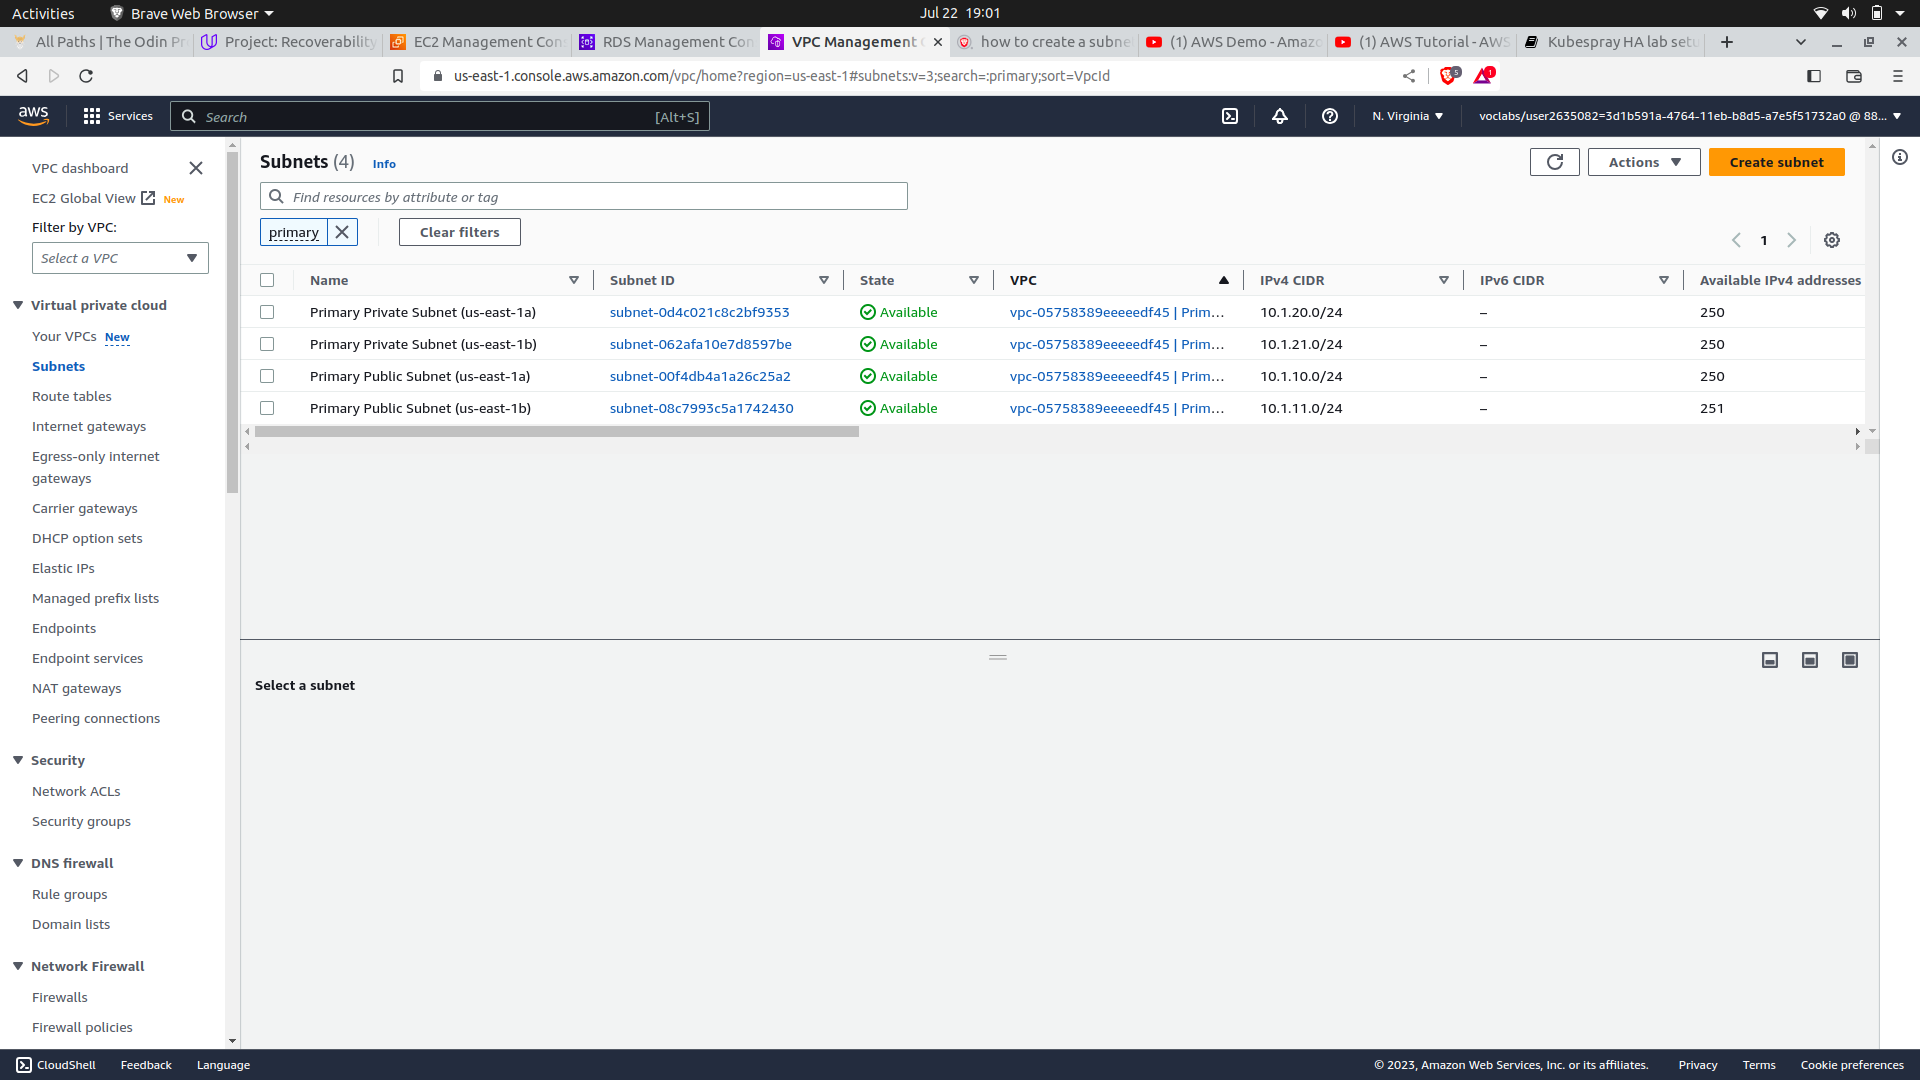 Activities
Brave Web Browser
Jul 22 19:01
All Paths | The Odin Pr
Project: Recoverability
EC2 Management Con
RDS Management Con
VPC Management C
how to create a subne
(1) AWS Demo - Amazo
(1) AWS Tutorial - AWS
Kubespray HA lab setu
us-east-1.console.aws.amazon.com/vpc/home?region=us-east-1#subnets:v=3;search=:primary;sort=VpcId
5
1
aws
Services
Search
[Alt+S]
N. Virginia
voclabs/user2635082=3d1b591a-4764-11eb-b8d5-a7e5f51732a0 @ 88...
VPC dashboard
EC2 Global View New
Filter by VPC:
Select a VPC
Virtual private cloud
Your VPCs New
Subnets
Route tables
Internet gateways
Egress-only internet
gateways
Carrier gateways
DHCP option sets
Elastic IPs
Managed prefix lists
Endpoints
Endpoint services
NAT gateways
Peering connections
Security
Network ACLs
Security groups
DNS firewall
Rule groups
Domain lists
Network Firewall
Firewalls
Firewall policies
Subnets (4) Info
Actions
Create subnet
Find resources by attribute or tag
primary
Clear filters
1
Name Subnet ID State VPC IPv4 CIDR IPv6 CIDR Available IPv4 addresses
Primary Private Subnet (us-east-1a) subnet-0d4c021c8c2bf9353 Available vpc-05758389eeeeedf45 | Prim... 10.1.20.0/24 – 250
Primary Private Subnet (us-east-1b) subnet-062afa10e7d8597be Available vpc-05758389eeeeedf45 | Prim... 10.1.21.0/24 – 250
Primary Public Subnet (us-east-1a) subnet-00f4db4a1a26c25a2 Available vpc-05758389eeeeedf45 | Prim... 10.1.10.0/24 – 250
Primary Public Subnet (us-east-1b) subnet-08c7993c5a1742430 Available vpc-05758389eeeeedf45 | Prim... 10.1.11.0/24 – 251
Select a subnet
CloudShell
Feedback
Language
© 2023, Amazon Web Services, Inc. or its affiliates.
Privacy
Terms
Cookie preferences